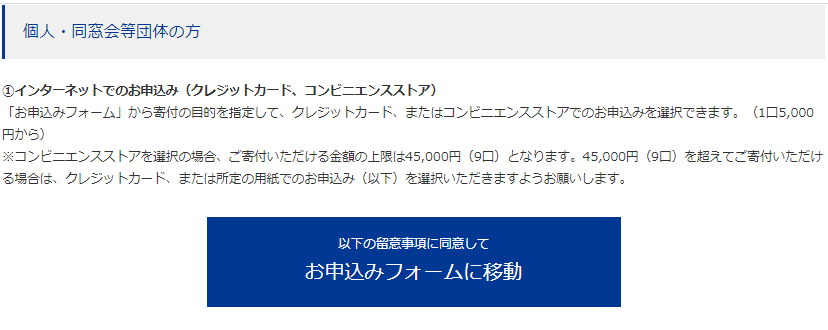 個人・同窓会等団体の方
①インターネットでのお申込み（クレジットカード、コンビニエンスストア）
「お申込みフォーム」から寄付の目的を指定して、クレジットカード、またはコンビニエンスストアでのお申込みを選択できます。（1口5,000
円から）
※コンビニエンスストアを選択の場合、ご寄付いただける金額の上限は45,000円（9口）となります。45,000円（9口）を超えてご寄付いただけ
る場合は、クレジットカード、または所定の用紙でのお申込み（以下）を選択いただきますようお願いします。
以下の留意事項に同意して
お申込みフォームに移動